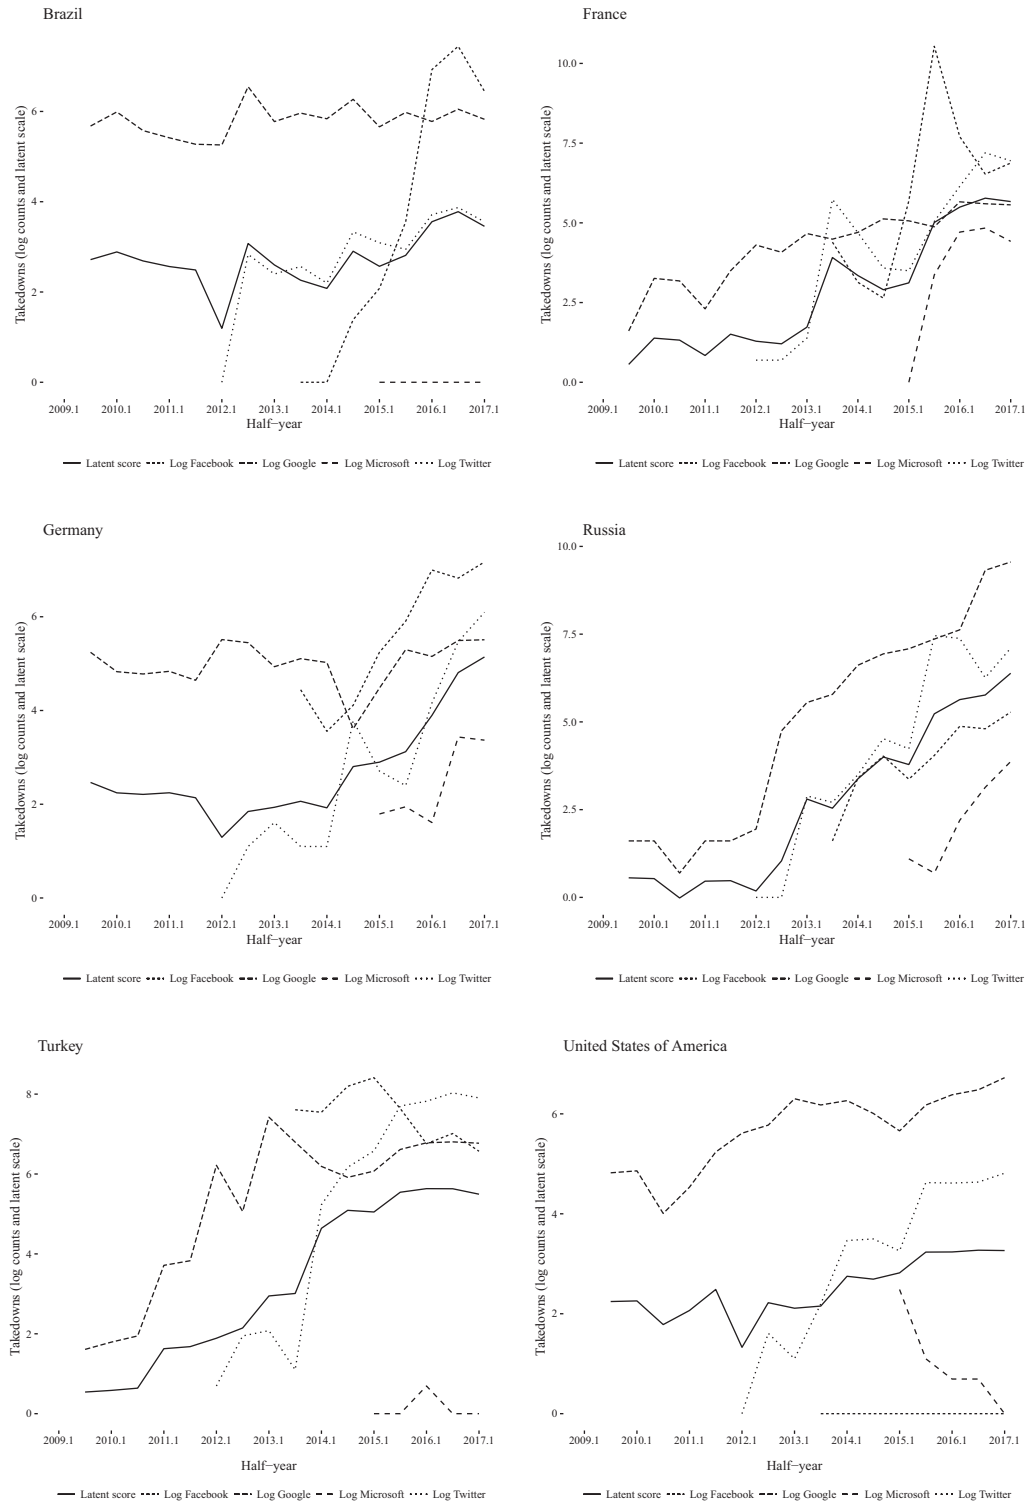 Brazil
Takedowns (log counts and latent scale)
6
4
2
0
2009.1 2010.1 2011.1 2012.1 2013.1 2014.1 2015.1 2016.1 2017.1
Half−year
Latent score Log Facebook Log Google Log Microsoft Log Twitter
France
Takedowns (log counts and latent scale)
10.0
7.5
5.0
2.5
0.0
2009.1 2010.1 2011.1 2012.1 2013.1 2014.1 2015.1 2016.1 2017.1
Half−year
Latent score Log Facebook Log Google Log Microsoft Log Twitter
Germany
Takedowns (log counts and latent scale)
6
4
2
0
2009.1 2010.1 2011.1 2012.1 2013.1 2014.1 2015.1 2016.1 2017.1
Half−year
Latent score Log Facebook Log Google Log Microsoft Log Twitter
Russia
Takedowns (log counts and latent scale)
10.0
7.5
5.0
2.5
0.0
2009.1 2010.1 2011.1 2012.1 2013.1 2014.1 2015.1 2016.1 2017.1
Half−year
Latent score Log Facebook Log Google Log Microsoft Log Twitter
Turkey
Takedowns (log counts and latent scale)
8
6
4
2
0
2009.1 2010.1 2011.1 2012.1 2013.1 2014.1 2015.1 2016.1 2017.1
Half−year
Latent score Log Facebook Log Google Log Microsoft Log Twitter
United States of America
Takedowns (log counts and latent scale)
6
4
2
0
2009.1 2010.1 2011.1 2012.1 2013.1 2014.1 2015.1 2016.1 2017.1
Half−year
Latent score Log Facebook Log Google Log Microsoft Log Twitter